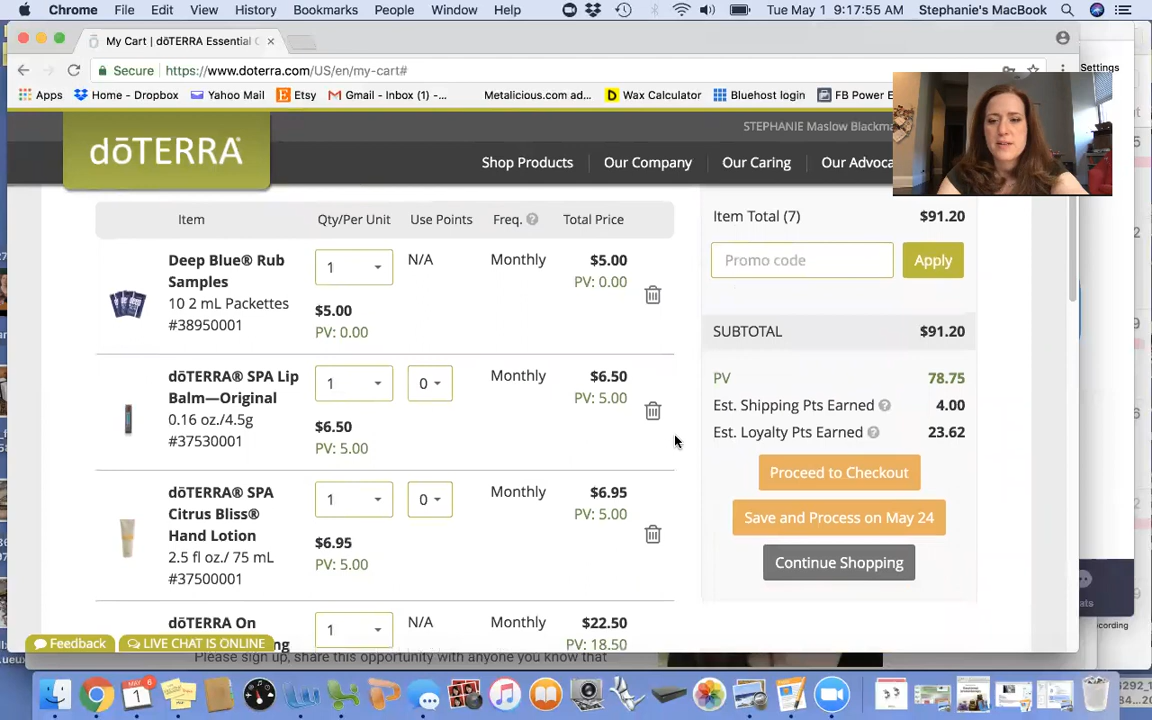 Chrome File Edit View History Bookmarks People Window Help Tue May 1 9:17:55 AM Stephanie's MacBook
My Cart | dōTERRA Essential
Secure https://www.doterra.com/US/en/my-cart#
Settings
Apps Home - Dropbox Yahoo Mail Etsy Gmail - Inbox (1) -... Metalicious.com ad... Wax Calculator Bluehost login FB Power E
STEPHANIE Maslow Blackma
dōTERRA®
Shop Products Our Company Our Caring Our Advoca
Item Qty/Per Unit Use Points Freq. ? Total Price
Deep Blue® Rub
Samples
10 2 mL Packettes
#38950001
1
$5.00
PV: 0.00
N/A
Monthly
$5.00
PV: 0.00
dōTERRA® SPA Lip
Balm—Original
0.16 oz./4.5g
#37530001
1
$6.50
PV: 5.00
0
Monthly
$6.50
PV: 5.00
dōTERRA® SPA
Citrus Bliss®
Hand Lotion
2.5 fl oz./ 75 mL
#37500001
1
$6.95
PV: 5.00
0
Monthly
$6.95
PV: 5.00
dōTERRA On
1
N/A
Monthly
$22.50
PV: 18.50
Item Total (7) $91.20
Promo code Apply
SUBTOTAL $91.20
PV 78.75
Est. Shipping Pts Earned ? 4.00
Est. Loyalty Pts Earned ? 23.62
Proceed to Checkout
Save and Process on May 24
Continue Shopping
Feedback LIVE CHAT IS ONLINE
Please sign up, share this opportunity with anyone you know that
ats
ecording
MAY 6
1